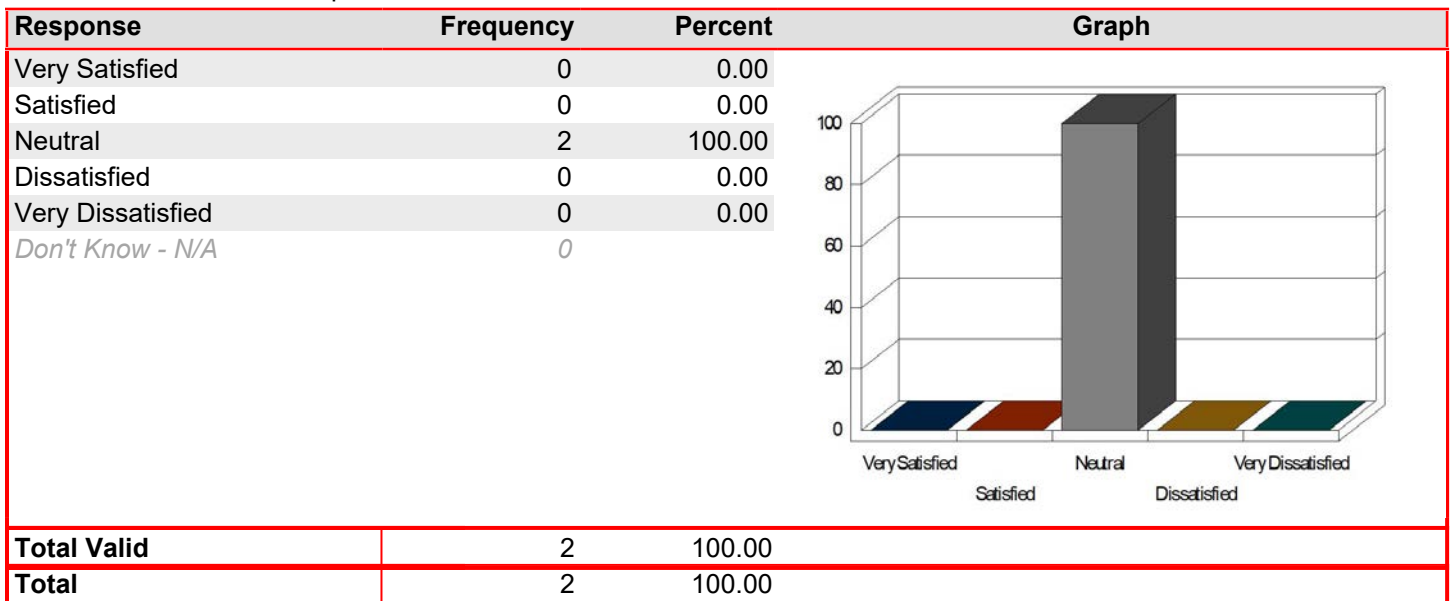 Response Frequency Percent Graph
Very Satisfied 0 0.00
Satisfied 0 0.00
Neutral 2 100.00
Dissatisfied 0 0.00
Very Dissatisfied 0 0.00
Don't Know - N/A 0
100
80
60
40
20
0
Very Satisfied Neutral Very Dissatisfied
Satisfied Dissatisfied
Total Valid 2 100.00
Total 2 100.00